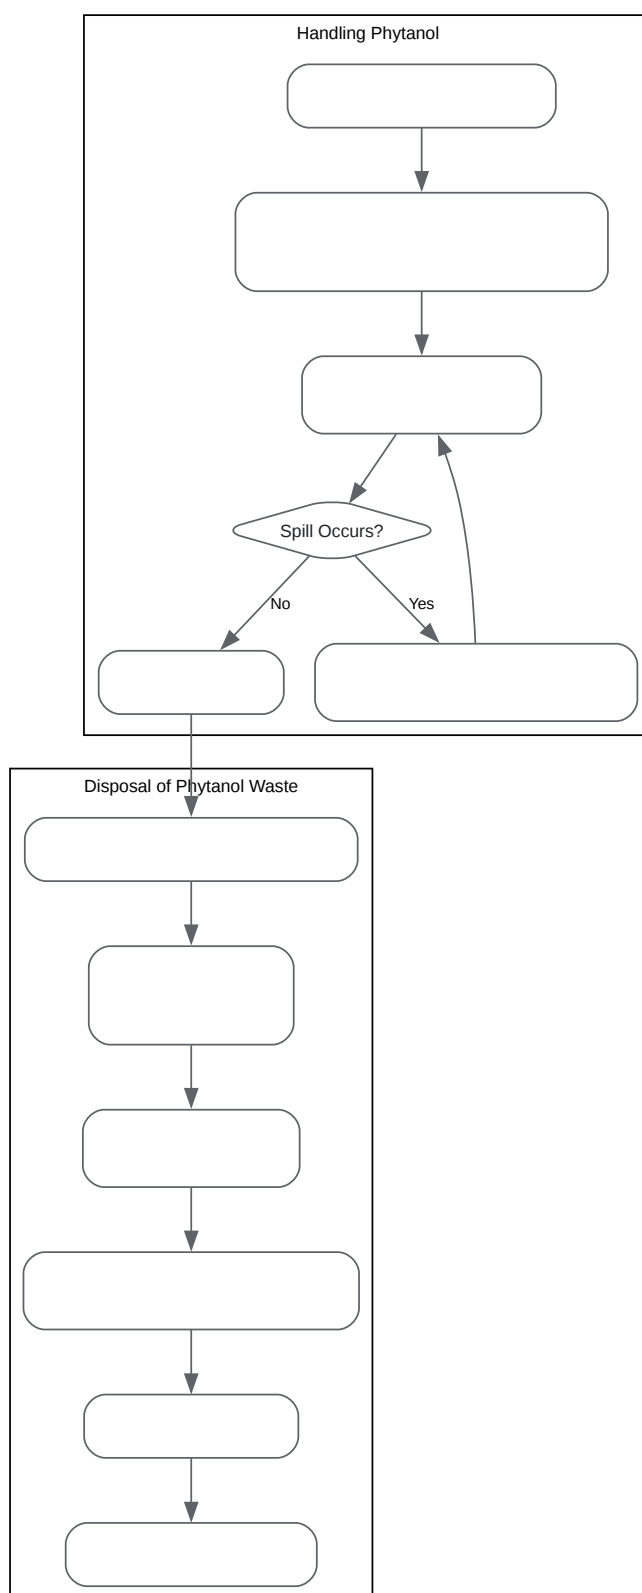 Handling Phytanol
Spill Occurs?
No
Yes
Disposal of Phytanol Waste